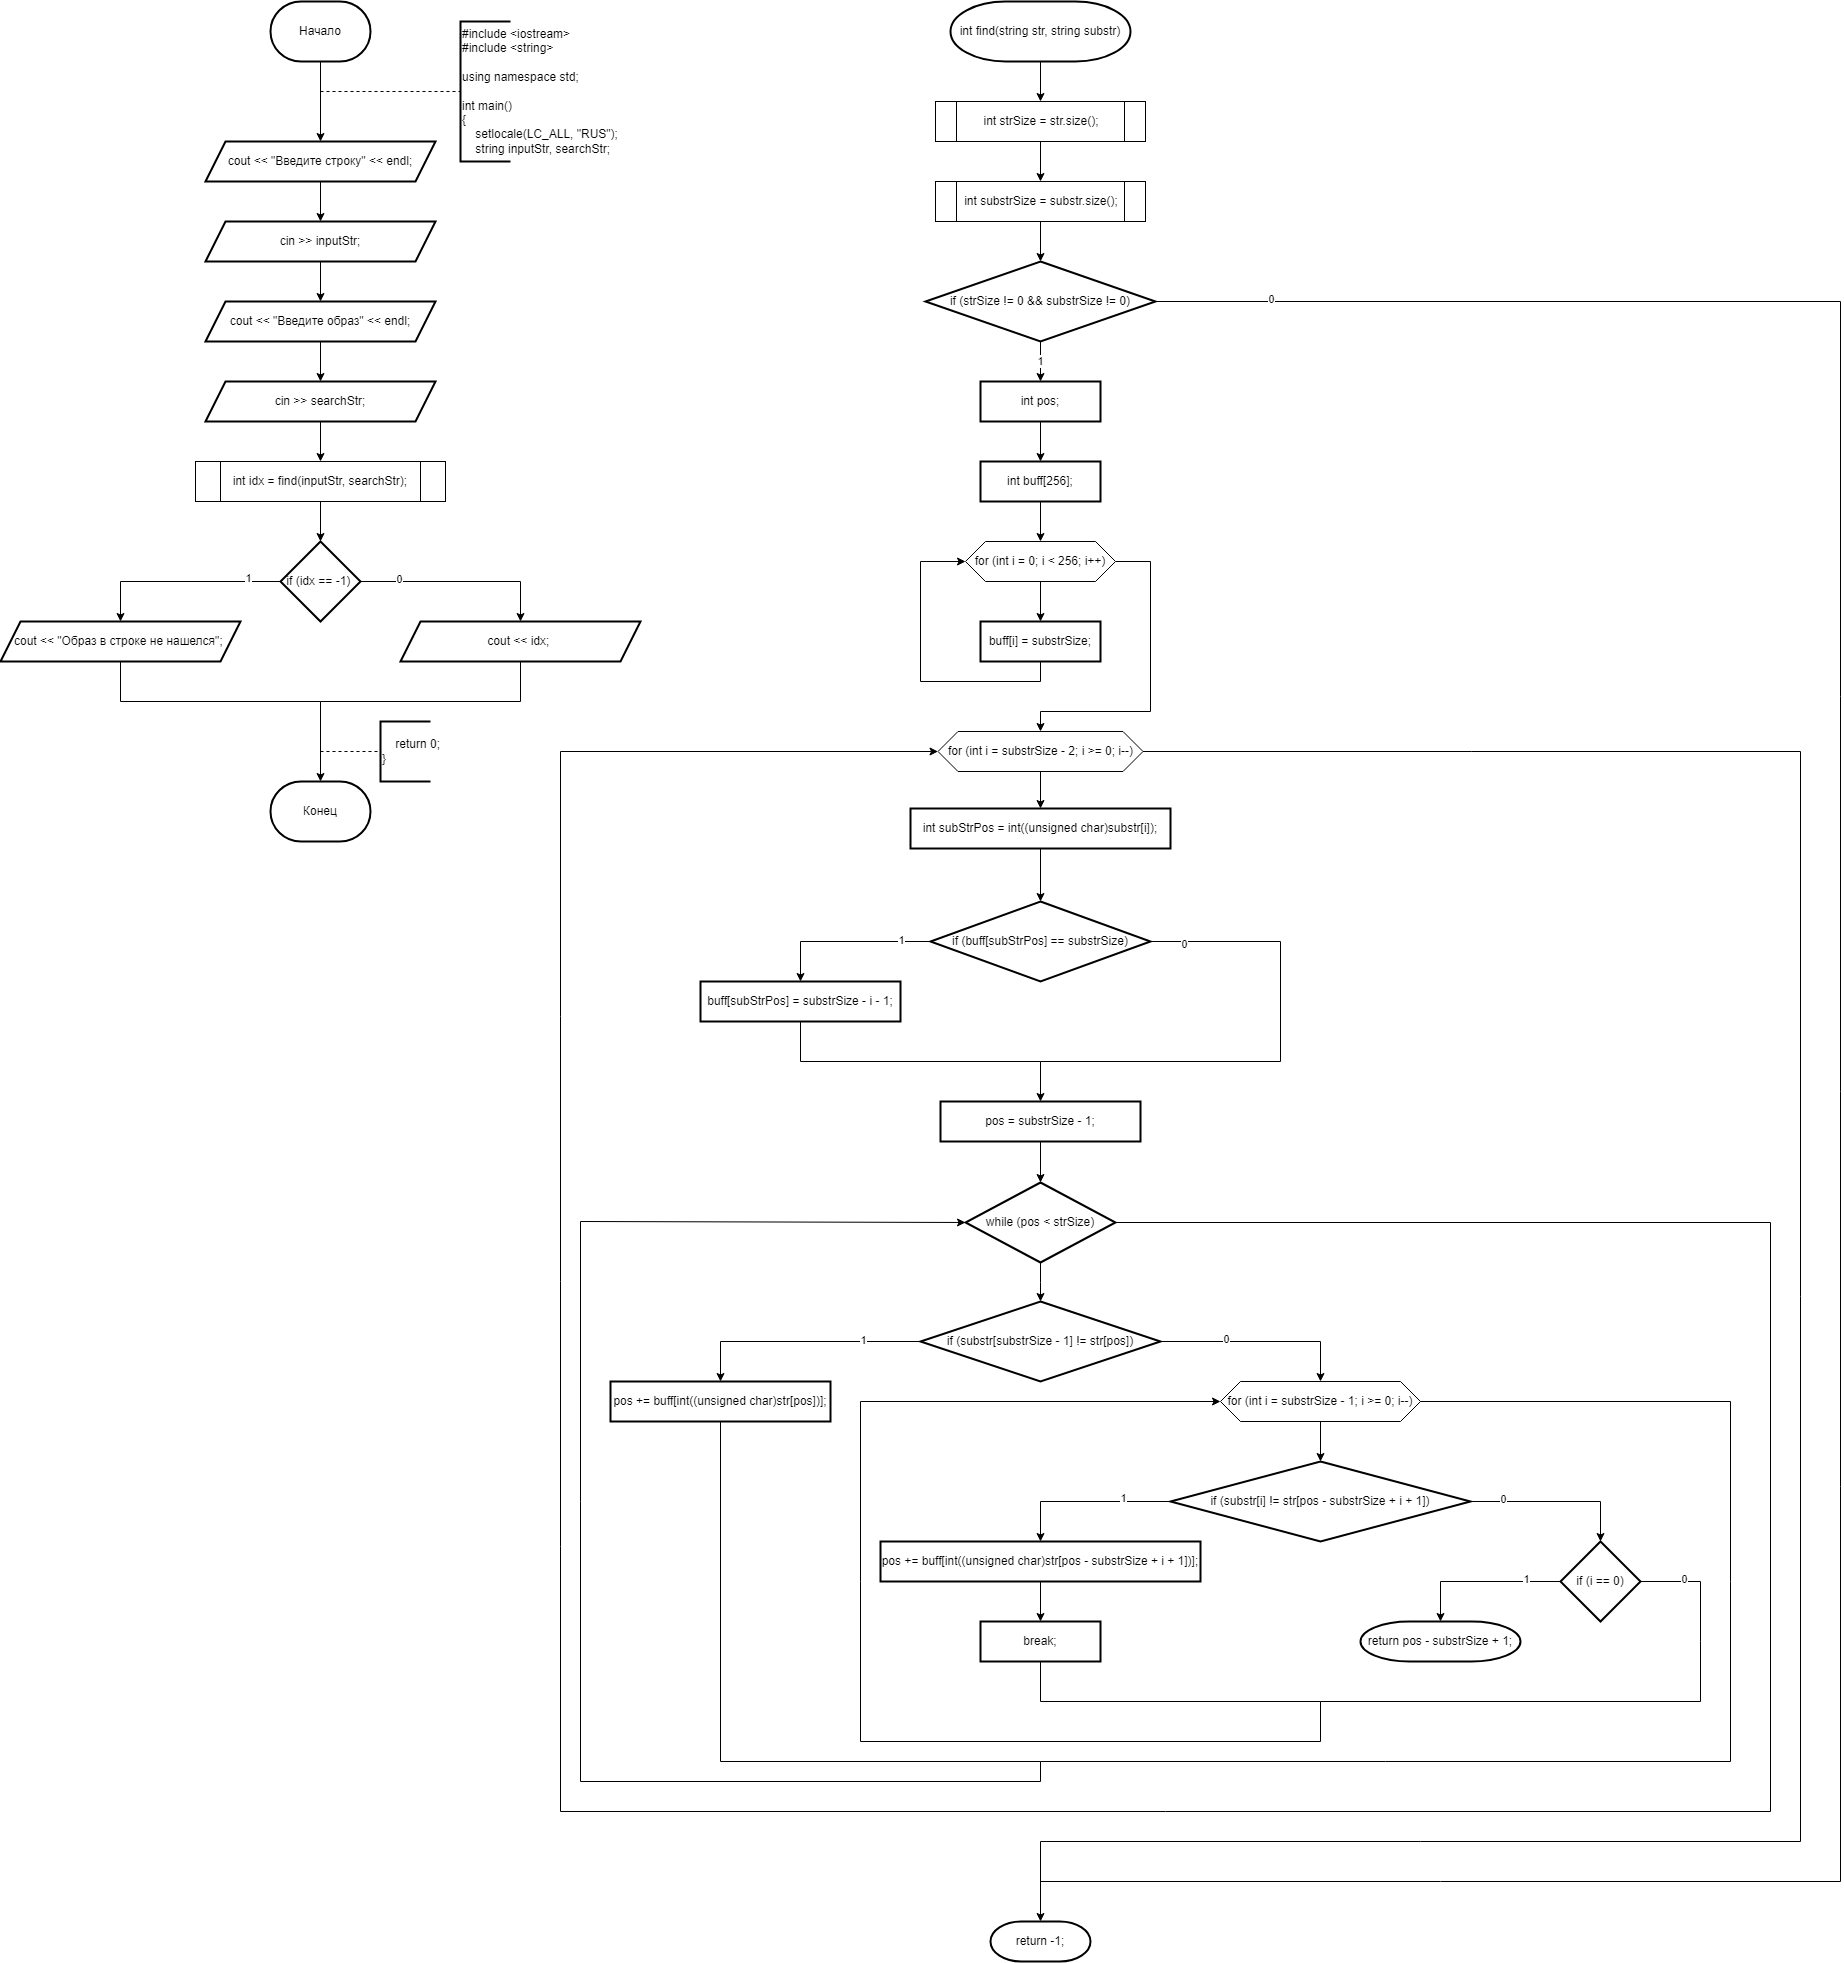 Начало
#include <iostream>
#include <string>
using namespace std;
int main()
{
setlocale(LC_ALL, "RUS");
string inputStr, searchStr;
cout << "Введите строку" << endl;
cin >> inputStr;
cout << "Введите образ" << endl;
cin >> searchStr;
int idx = find(inputStr, searchStr);
if (idx == -1)
1
0
cout << "Образ в строке не нашелся";
cout << idx;
return 0;
}
Конец
int find(string str, string substr)
int strSize = str.size();
int substrSize = substr.size();
if (strSize != 0 && substrSize != 0)
0
1
int pos;
int buff[256];
for (int i = 0; i < 256; i++)
buff[i] = substrSize;
for (int i = substrSize - 2; i >= 0; i--)
int subStrPos = int((unsigned char)substr[i]);
if (buff[subStrPos] == substrSize)
1
0
buff[subStrPos] = substrSize - i - 1;
pos = substrSize - 1;
while (pos < strSize)
if (substr[substrSize - 1] != str[pos])
1
0
pos += buff[int((unsigned char)str[pos])];
for (int i = substrSize - 1; i >= 0; i--)
if (substr[i] != str[pos - substrSize + i + 1])
1
0
pos += buff[int((unsigned char)str[pos - substrSize + i + 1])];
break;
if (i == 0)
1
0
return pos - substrSize + 1;
return -1;